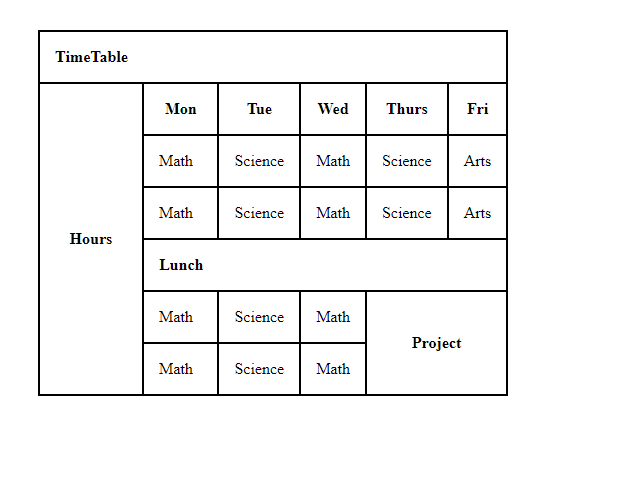 TimeTable
Mon Tue Wed Thurs Fri
Math Science Math Science Arts
Math Science Math Science Arts
Hours
Lunch
Math Science Math
Project
Math Science Math